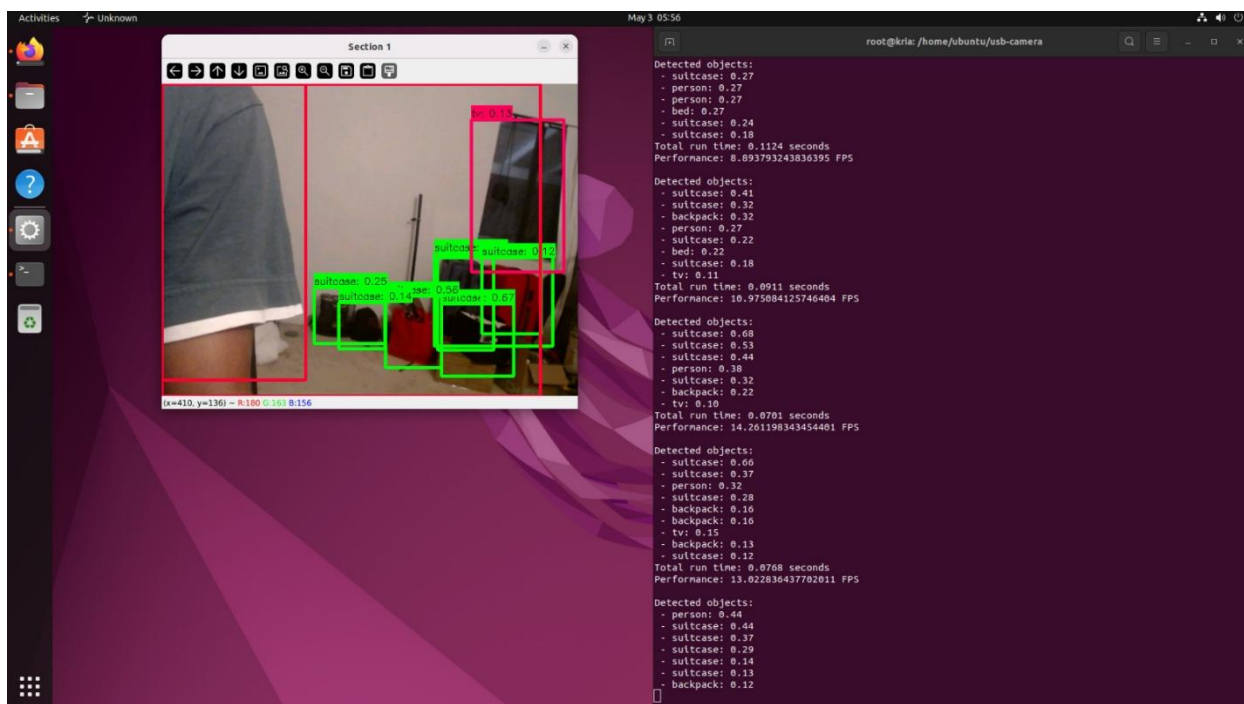 Activities
Unknown
May 3 05:56
Section 1
tv: 0.13
suitcase:
suitcase: 0.12
suitcase: 0.25
suitcase: 0.14
ase: 0.56
suitcase: 0.67
(x=410, y=136) ~ R:180 G:163 B:156
root@kria: /home/ubuntu/usb-camera
Detected objects:
- suitcase: 0.27
- person: 0.27
- person: 0.27
- bed: 0.27
- suitcase: 0.24
- suitcase: 0.18
Total run time: 0.1124 seconds
Performance: 8.893793243836395 FPS
Detected objects:
- suitcase: 0.41
- suitcase: 0.32
- backpack: 0.32
- person: 0.27
- suitcase: 0.22
- bed: 0.22
- suitcase: 0.18
- tv: 0.11
Total run time: 0.0911 seconds
Performance: 10.975084125746404 FPS
Detected objects:
- suitcase: 0.68
- suitcase: 0.53
- suitcase: 0.44
- person: 0.38
- suitcase: 0.32
- backpack: 0.22
- tv: 0.10
Total run time: 0.0701 seconds
Performance: 14.261198343454401 FPS
Detected objects:
- suitcase: 0.66
- suitcase: 0.37
- person: 0.32
- suitcase: 0.28
- backpack: 0.16
- backpack: 0.16
- tv: 0.15
- backpack: 0.13
- suitcase: 0.12
Total run time: 0.0768 seconds
Performance: 13.022836437702011 FPS
Detected objects:
- person: 0.44
- suitcase: 0.44
- suitcase: 0.37
- suitcase: 0.29
- suitcase: 0.14
- suitcase: 0.13
- backpack: 0.12